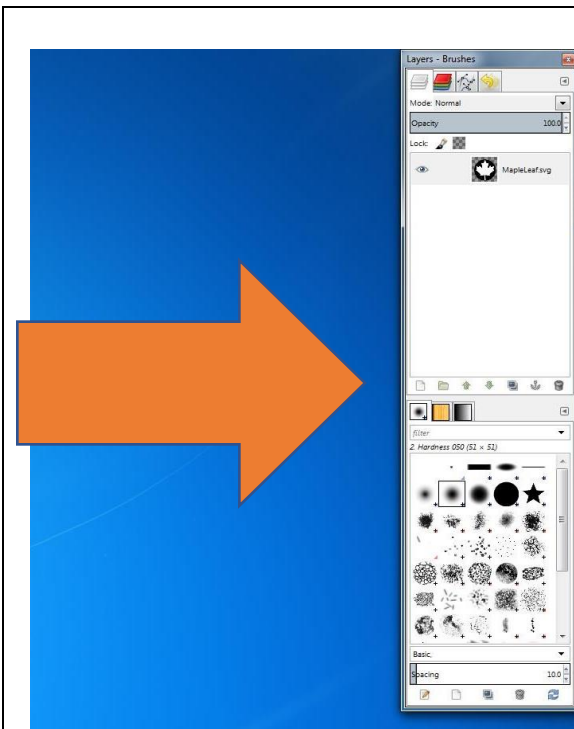 Layers - Brushes
Mode: Normal
Opacity 100.0
Lock:
MapleLeaf.svg
filter
2. Hardness 050 (51 × 51)
Basic,
Spacing 10.0